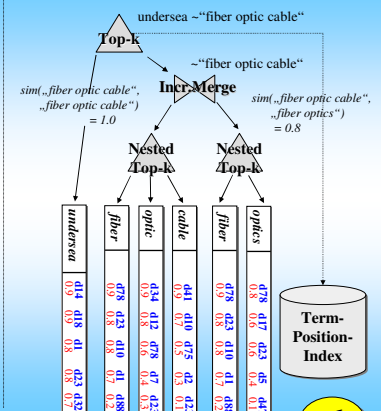 undersea ~“fiber optic cable“
Top-k
~“fiber optic cable“
Incr.Merge
sim(„fiber optic cable“,
„fiber optic cable“)
= 1.0
sim(„fiber optic cable“,
„fiber optics“)
= 0.8
Nested
Top-k
Nested
Top-k
undersea
d14 d18 d1 d23 d32
0.9 0.9 0.8 0.8 0.7
fiber
d78 d23 d10 d1
0.9 0.8 0.8 0.7
optic
d34 d12 d78 d7
0.9 0.8 0.6 0.4
cable
d41 d10 d75 d2
0.9 0.7 0.5 0.3
fiber
d78 d23 d10 d1
0.9 0.8 0.8 0.7
optics
d78 d17 d23 d5
0.8 0.6 0.6 0.4
Term-
Position-
Index